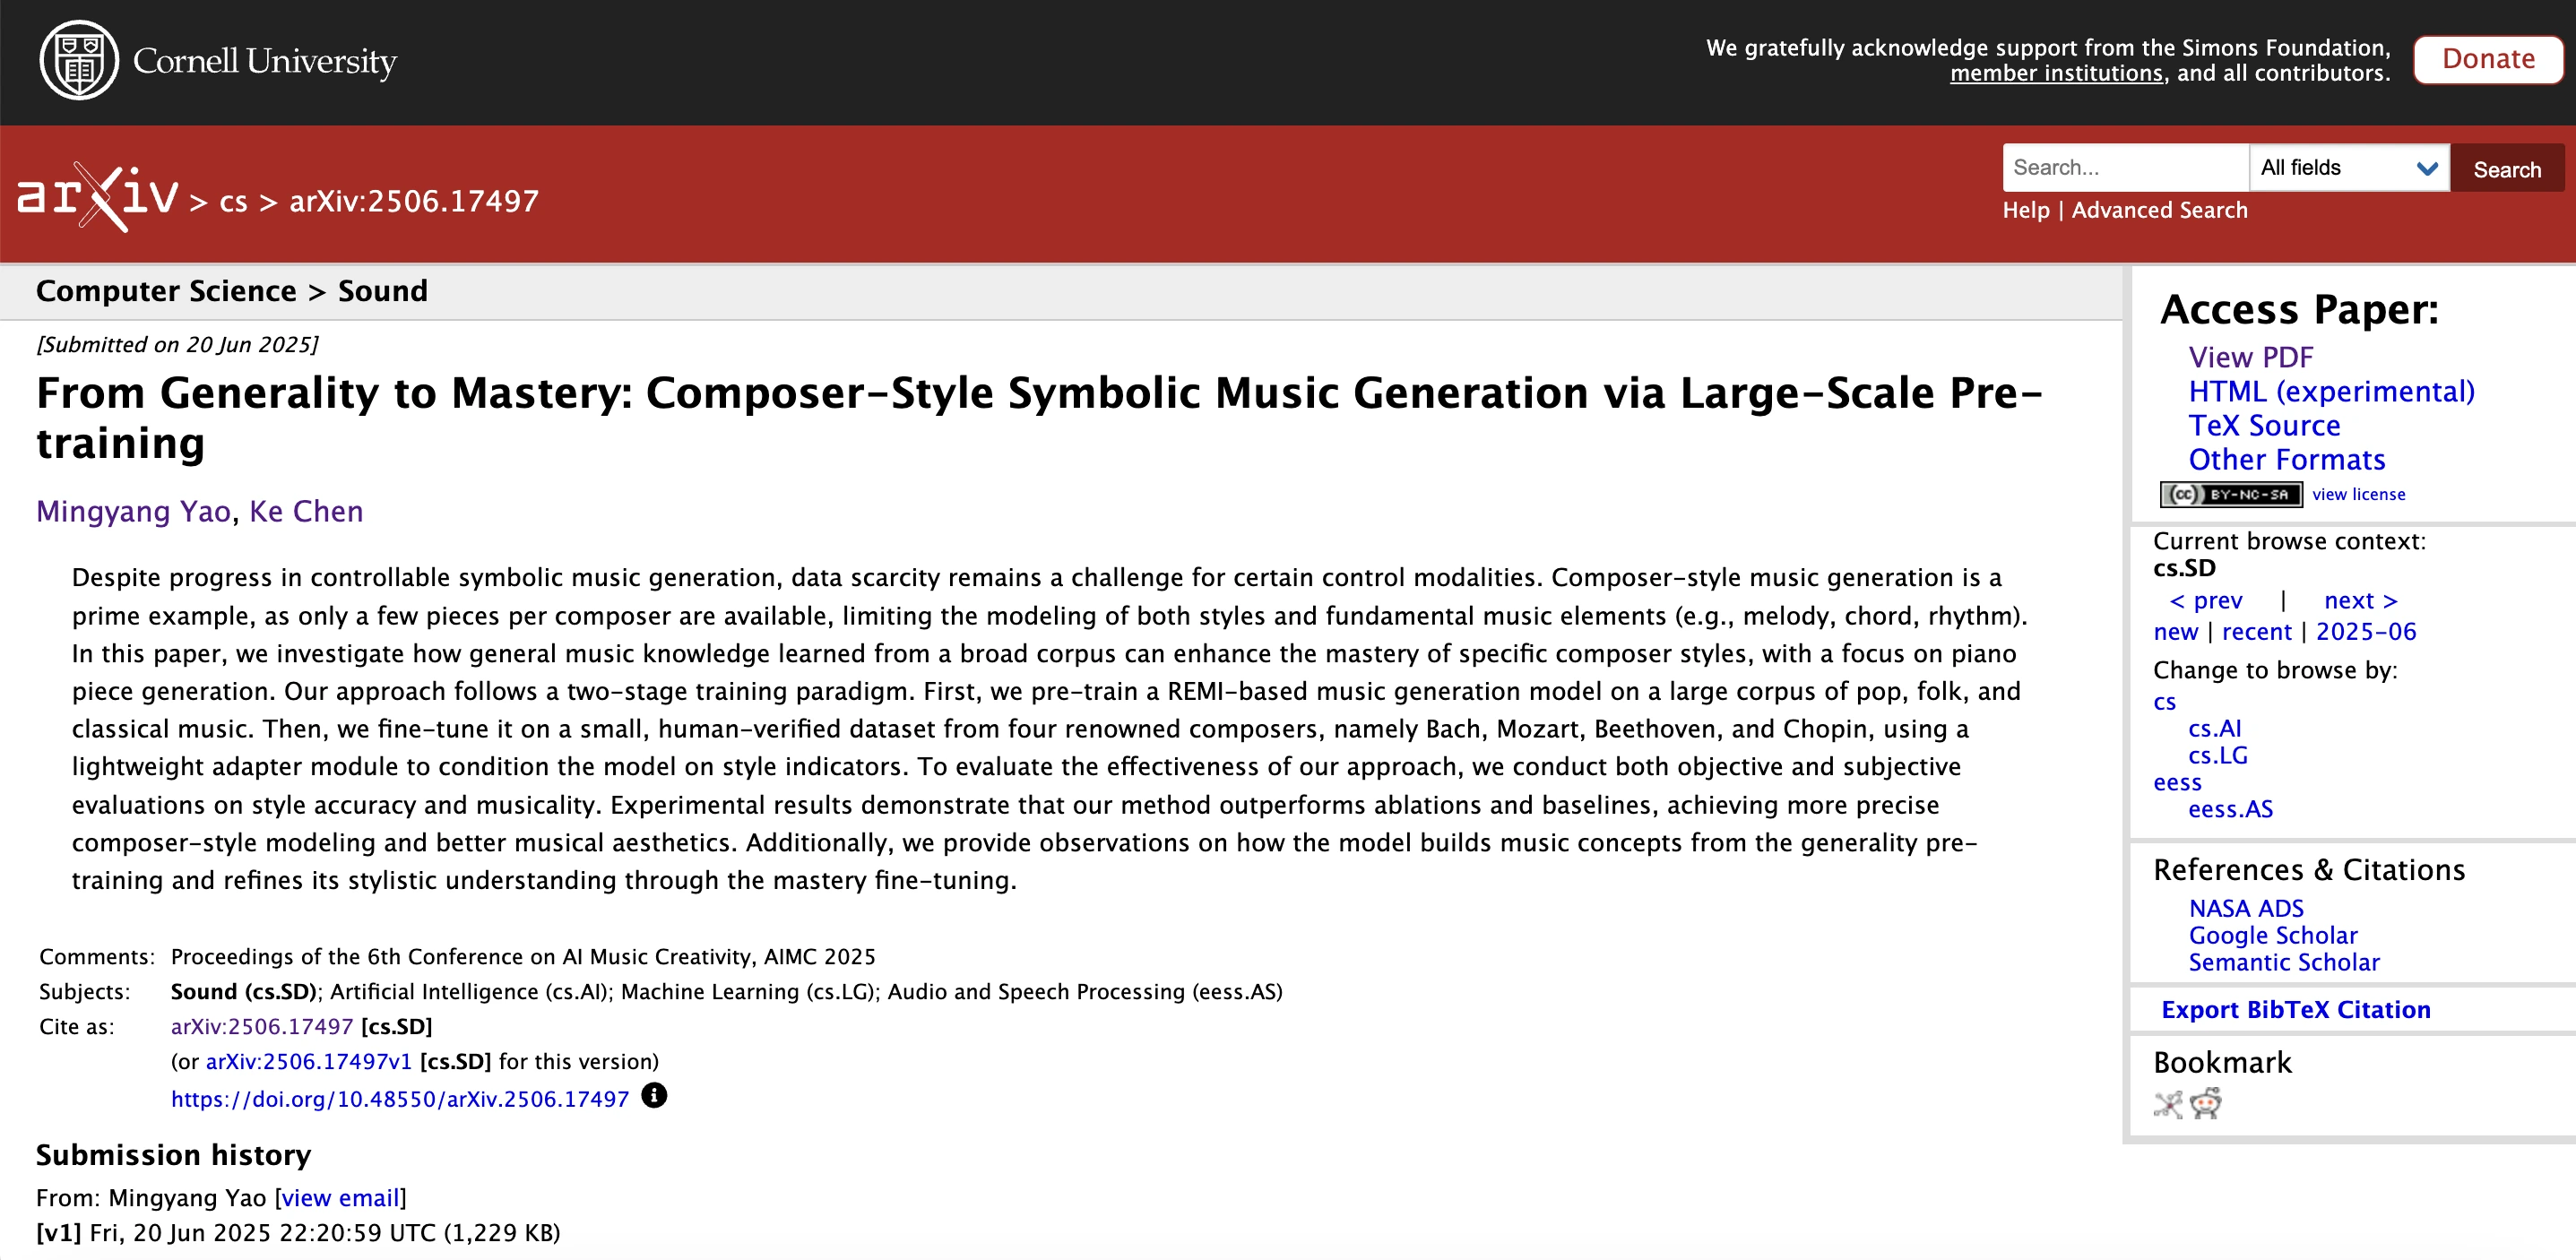 Cornell University
We gratefully acknowledge support from the Simons Foundation,
member institutions, and all contributors.
Donate
arXiv > cs > arXiv:2506.17497
Search...
All fields
Search
Help | Advanced Search
Computer Science > Sound
[Submitted on 20 Jun 2025]
From Generality to Mastery: Composer-Style Symbolic Music Generation via Large-Scale Pre-
training
Mingyang Yao, Ke Chen
Despite progress in controllable symbolic music generation, data scarcity remains a challenge for certain control modalities. Composer-style music generation is a
prime example, as only a few pieces per composer are available, limiting the modeling of both styles and fundamental music elements (e.g., melody, chord, rhythm).
In this paper, we investigate how general music knowledge learned from a broad corpus can enhance the mastery of specific composer styles, with a focus on piano
piece generation. Our approach follows a two-stage training paradigm. First, we pre-train a REMI-based music generation model on a large corpus of pop, folk, and
classical music. Then, we fine-tune it on a small, human-verified dataset from four renowned composers, namely Bach, Mozart, Beethoven, and Chopin, using a
lightweight adapter module to condition the model on style indicators. To evaluate the effectiveness of our approach, we conduct both objective and subjective
evaluations on style accuracy and musicality. Experimental results demonstrate that our method outperforms ablations and baselines, achieving more precise
composer-style modeling and better musical aesthetics. Additionally, we provide observations on how the model builds music concepts from the generality pre-
training and refines its stylistic understanding through the mastery fine-tuning.
Comments: Proceedings of the 6th Conference on AI Music Creativity, AIMC 2025
Subjects: Sound (cs.SD); Artificial Intelligence (cs.AI); Machine Learning (cs.LG); Audio and Speech Processing (eess.AS)
Cite as: arXiv:2506.17497 [cs.SD]
(or arXiv:2506.17497v1 [cs.SD] for this version)
https://doi.org/10.48550/arXiv.2506.17497
Submission history
From: Mingyang Yao [view email]
[v1] Fri, 20 Jun 2025 22:20:59 UTC (1,229 KB)
Access Paper:
View PDF
HTML (experimental)
TeX Source
Other Formats
(cc) BY-NC-SA view license
Current browse context:
cs.SD
< prev | next >
new | recent | 2025-06
Change to browse by:
cs
cs.AI
cs.LG
eess
eess.AS
References & Citations
NASA ADS
Google Scholar
Semantic Scholar
Export BibTeX Citation
Bookmark